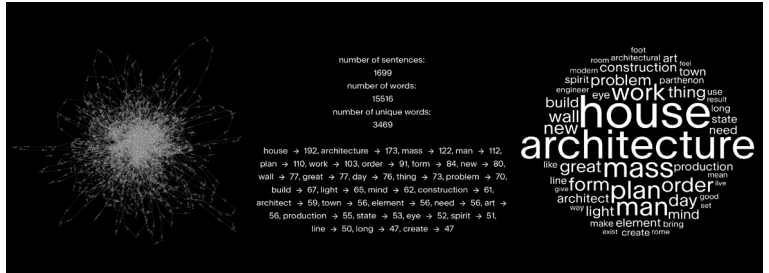 number of sentences:
1699
number of words:
15516
number of unique words:
3469
house → 192, architecture → 173, mass → 122, man → 112,
plan → 110, work → 103, order → 91, form → 84, new → 80,
wall → 77, great → 77, day → 76, thing → 73, problem → 70,
build → 67, light → 65, mind → 62, construction → 61,
architect → 59, town → 56, element → 56, need → 56, art →
56, production → 55, state → 53, eye → 52, spirit → 51,
line → 50, long → 47, create → 47
foot
room architectural art
modern construction feel
spirit problem town
engineer parthenon
eye work thing use
build result
wall house long
new state
need
architecture
like great mass production
line form plan order mean
give live
architect man day good
way light mind set
make element bring
exist create rome